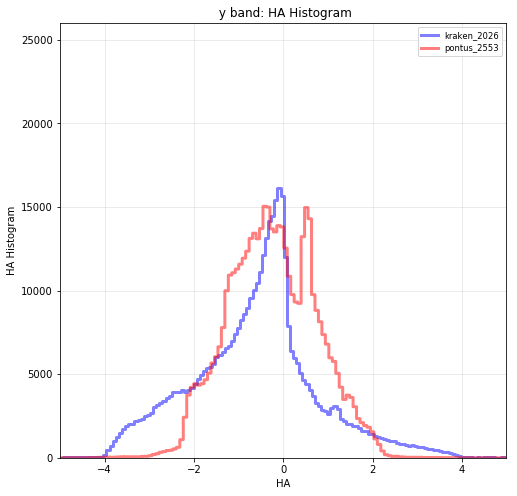 y band: HA Histogram
kraken_2026
pontus_2553
25000
20000
15000
10000
5000
0
HA Histogram
−4
−2
0
2
4
HA